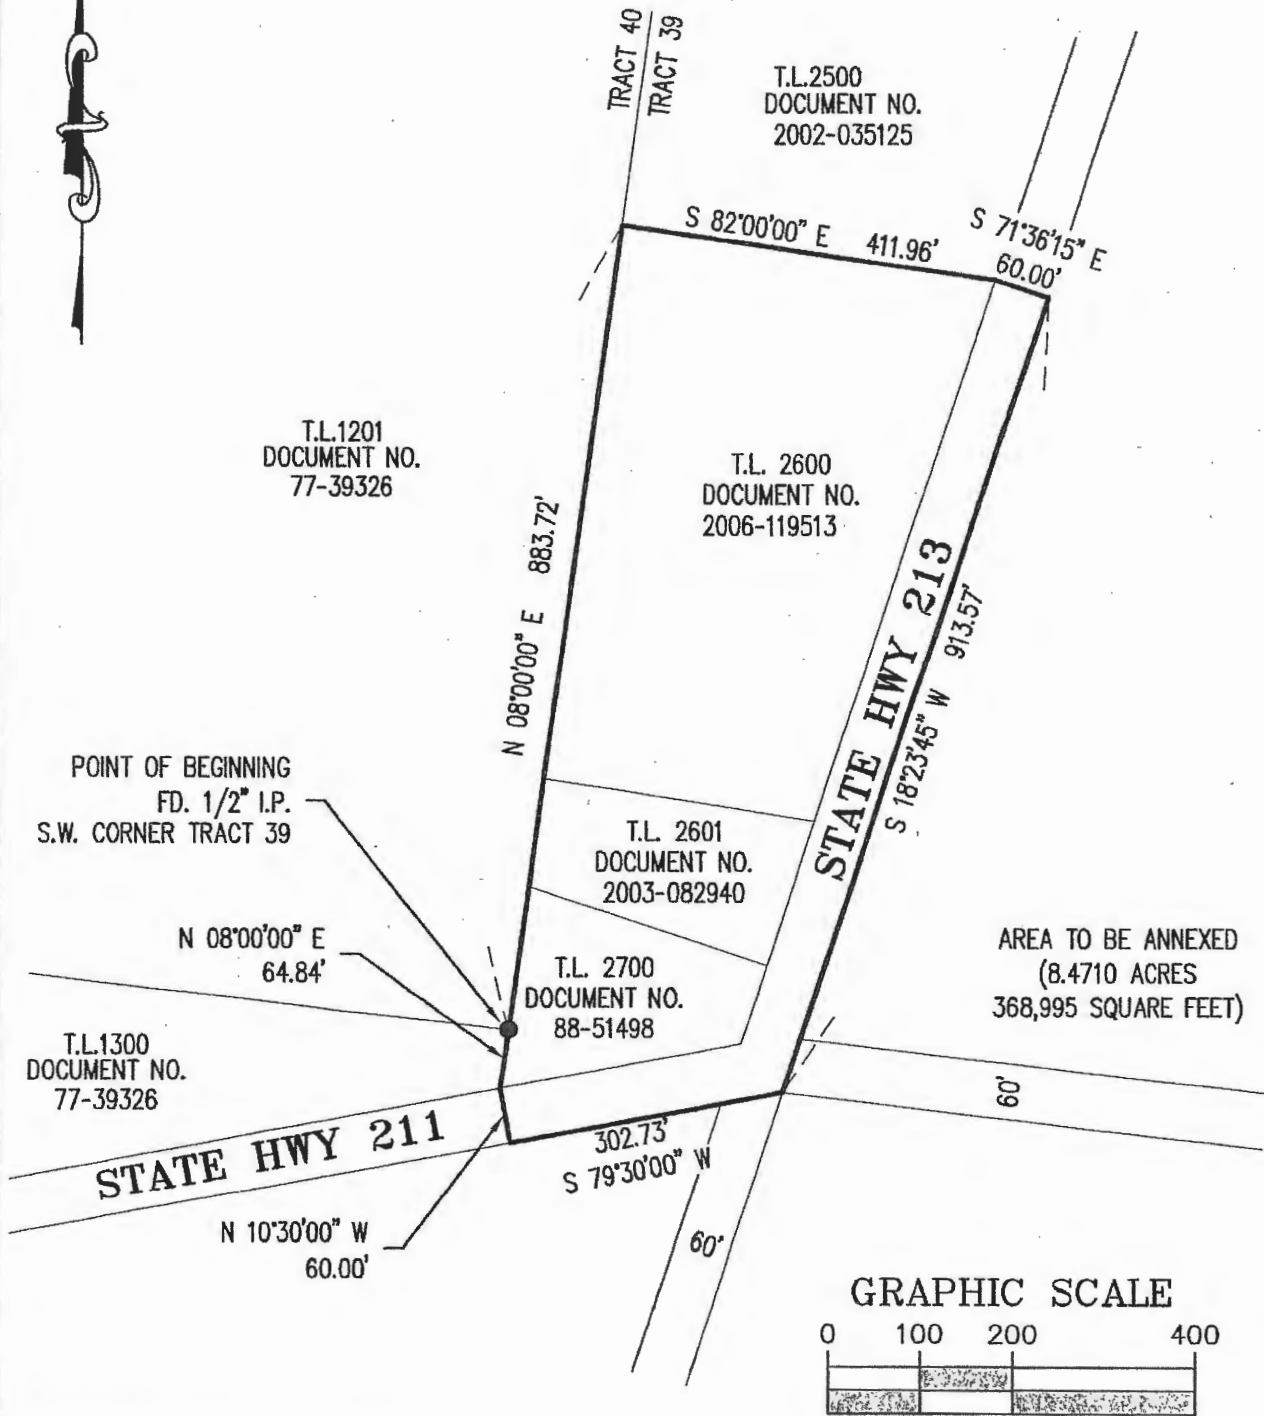 TRACT 40
TRACT 39
T.L.2500
DOCUMENT NO.
2002-035125
S 82°00'00" E 411.96'
S 71°36'15" E
60.00'
T.L.1201
DOCUMENT NO.
77-39326
T.L. 2600
DOCUMENT NO.
2006-119513
N 08°00'00" E 883.72'
STATE HWY 213
S 18°23'45" W 913.57'
POINT OF BEGINNING
FD. 1/2" I.P.
S.W. CORNER TRACT 39
T.L. 2601
DOCUMENT NO.
2003-082940
N 08°00'00" E
64.84'
T.L. 2700
DOCUMENT NO.
88-51498
AREA TO BE ANNEXED
(8.4710 ACRES
368,995 SQUARE FEET)
T.L.1300
DOCUMENT NO.
77-39326
60'
STATE HWY 211
302.73'
S 79°30'00" W
N 10°30'00" W
60.00'
60'
GRAPHIC SCALE
0 100 200 400